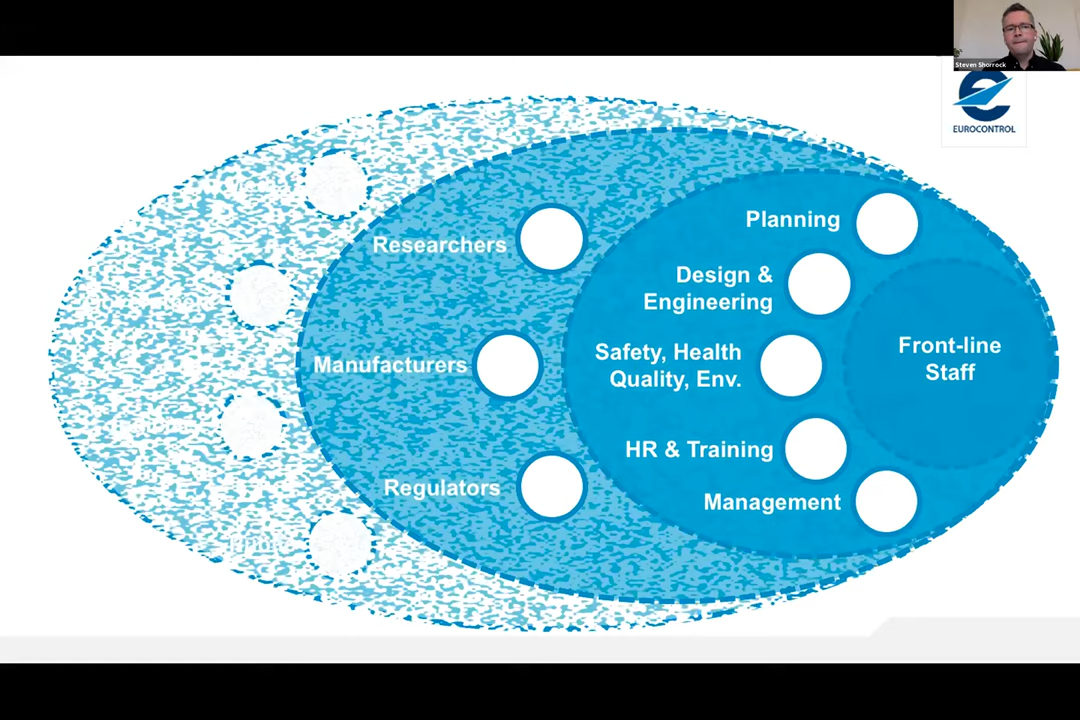 Steven Shorrock
EUROCONTROL
Planning
Researchers
Design &
Engineering
Front-line
Staff
Safety, Health
Quality, Env.
Manufacturers
HR & Training
Regulators
Management